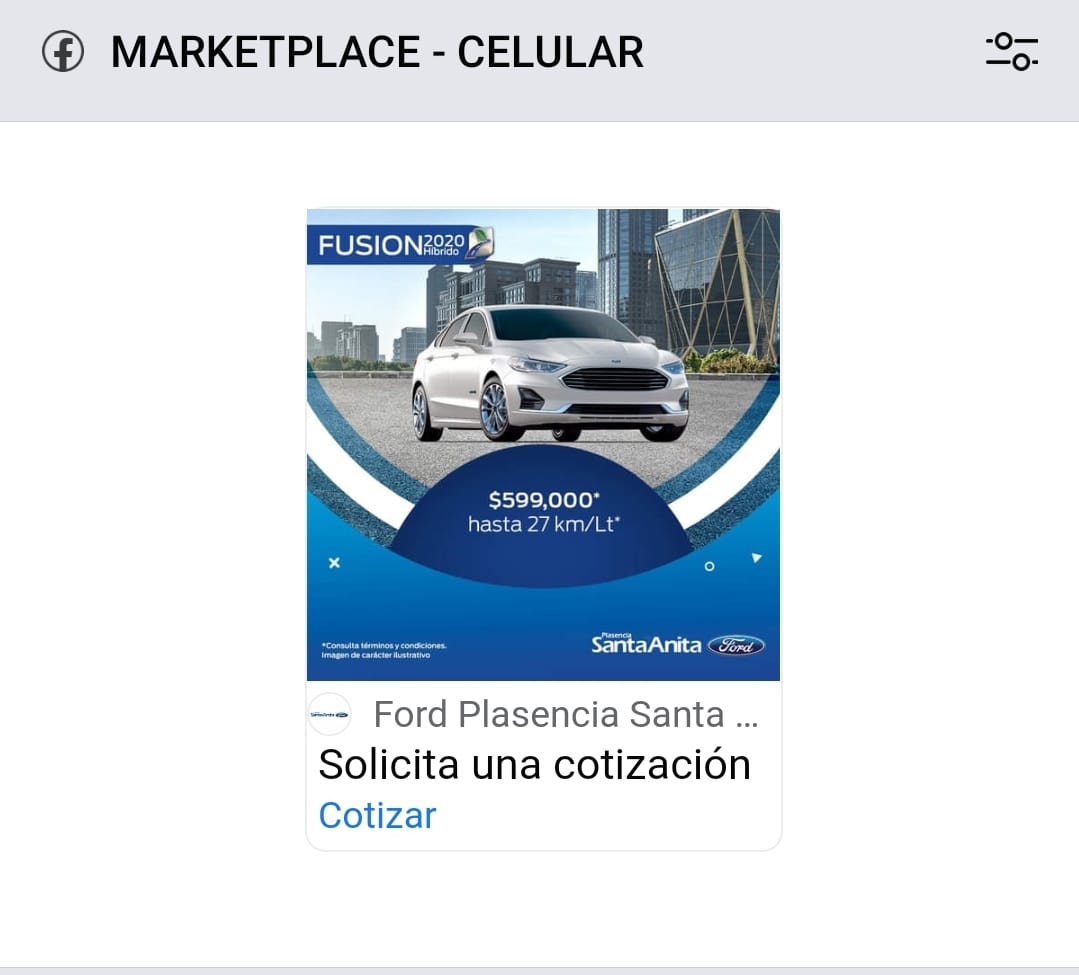 MARKETPLACE - CELULAR
FUSION 2020
Híbrido
$599,000*
hasta 27 km/Lt*
*Consulta términos y condiciones.
Imagen de carácter ilustrativo
Plasencia
SantaAnita Ford
Ford Plasencia Santa ...
Solicita una cotización
Cotizar